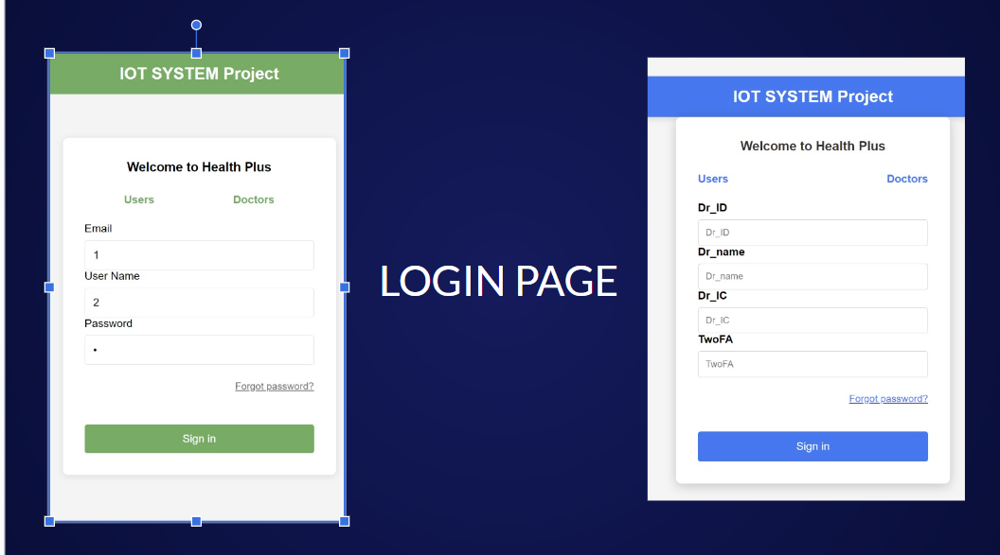 IOT SYSTEM Project
Welcome to Health Plus
Users Doctors
Email
1
User Name
2
Password
•
Forgot password?
Sign in
LOGIN PAGE
IOT SYSTEM Project
Welcome to Health Plus
Users Doctors
Dr_ID
Dr_ID
Dr_name
Dr_name
Dr_IC
Dr_IC
TwoFA
TwoFA
Forgot password?
Sign in